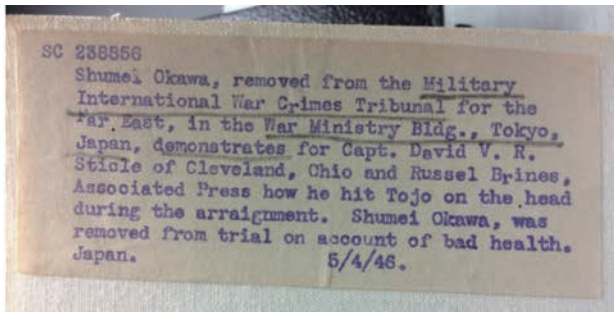 SC 238856
Shumei Okawa, removed from the Military
International War Crimes Tribunal for the
Far East, in the War Ministry Bldg., Tokyo,
Japan, demonstrates for Capt. David V. R.
Sticle of Cleveland, Ohio and Russel Brines,
Associated Press how he hit Tojo on the head
during the arraignment. Shumei Okawa, was
removed from trial on account of bad health.
Japan. 5/4/46.